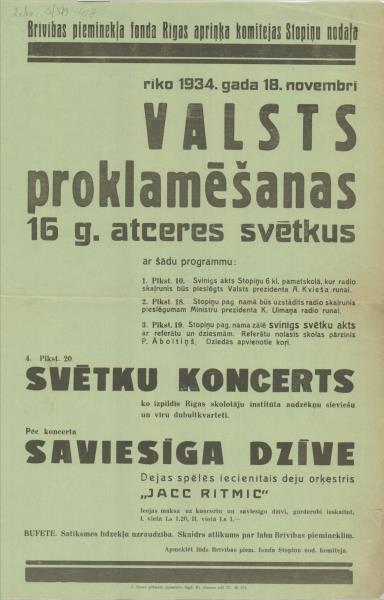 Brīvības pieminekļa fonda Rīgas apriņķa komitejas Stopiņu nodaļa
rīko 1934. gada 18. novembrī
VALSTS
proklamēšanas
16 g. atceres svētkus
ar šādu programmu:
1. Plkst. 10. Svinīgs akts Stopiņu 6 kl. pamatskolā, kur radio
skaļrunis būs pieslēgts Valsts prezidenta A. Kvieša runai.
2. Plkst. 18. Stopiņu pag. namā būs uzstādīts radio skaļrunis
pieslēgumam Ministru prezidenta K. Ulmaņa radio runai.
3. Plkst. 19. Stopiņu pag. nama zālē svinīgs svētku akts
ar referātu un dziesmām. Referātu nolasīs skolas pārzinis
P. Āboltiņš. Dziedās apvienotie koŗi.
4. Plkst. 20.
SVĒTKU KONCERTS
ko izpildīs Rīgas skolotāju institūta audzēkņu sieviešu
un vīru dubultkvarteti.
Pēc koncerta
SAVIESĪGA DZĪVE
Dejas spēlēs iecienītais deju orķestris
„JACC RITMIC"
Ieejas maksa uz koncertu un saviesīgo dzīvi, garderobi ieskaitot,
I. vietā Ls 1.20, II. vietā Ls 1.—
BUFETE. Satiksmes līdzekļu uzraudzība. Skaidrs atlikums par labu Brīvības piemineklim.
Apmeklēt lūdz Brīvības piem. fonda Stopiņu nod. komiteja.